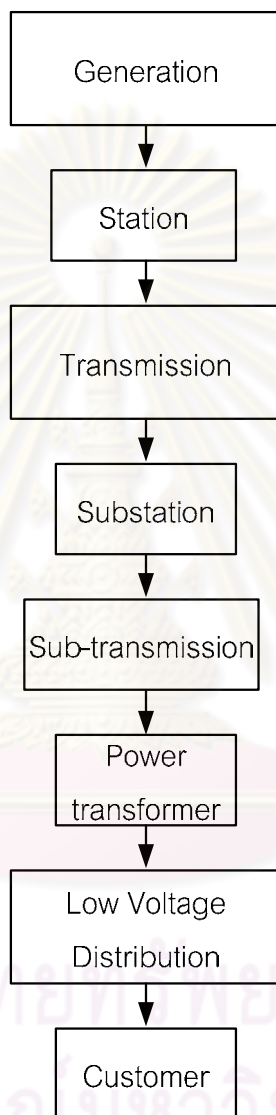 Generation
Station
Transmission
Substation
Sub-transmission
Power
transformer
Low Voltage
Distribution
Customer